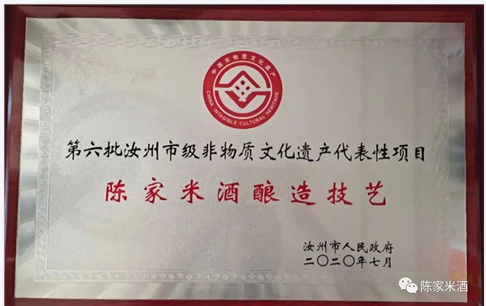 中国非物质文化遗产
CHINA INTANGIBLE CULTURAL HERITAGE
第六批汝州市级非物质文化遗产代表性项目
陈家米酒酿造技艺
汝州市人民政府
二〇二〇年七月
陈家米酒